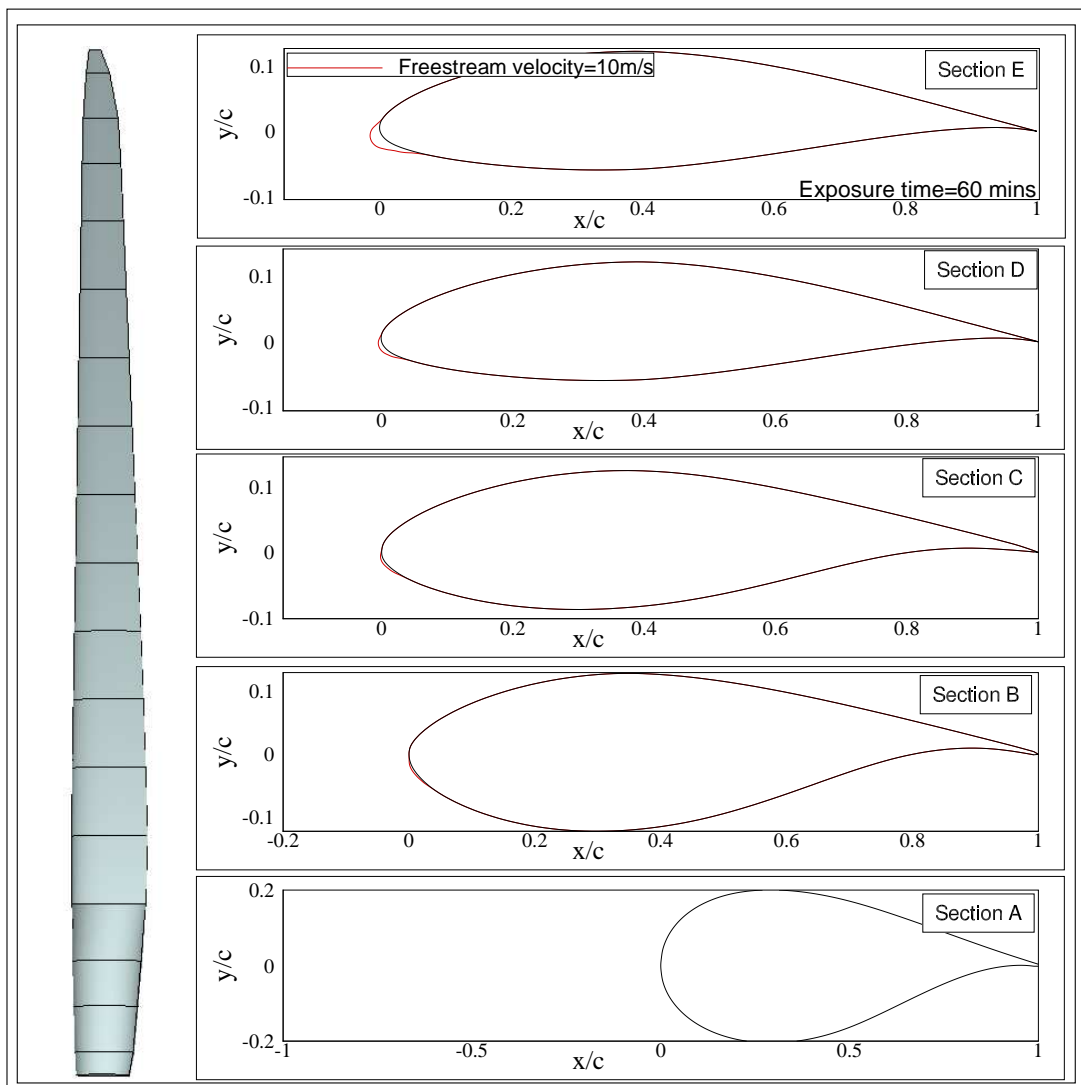 Freestream velocity=10m/s
Section E
y/c
0.1
0
-0.1
Exposure time=60 mins
0 0.2 0.4 0.6 0.8 1
x/c
Section D
y/c
0.1
0
-0.1
0 0.2 0.4 0.6 0.8 1
x/c
Section C
y/c
0.1
0
-0.1
0 0.2 0.4 0.6 0.8 1
x/c
Section B
y/c
0.1
0
-0.1
-0.2 0 0.2 0.4 0.6 0.8 1
x/c
Section A
y/c
0.2
0
-0.2
-1 -0.5 0 0.5 1
x/c